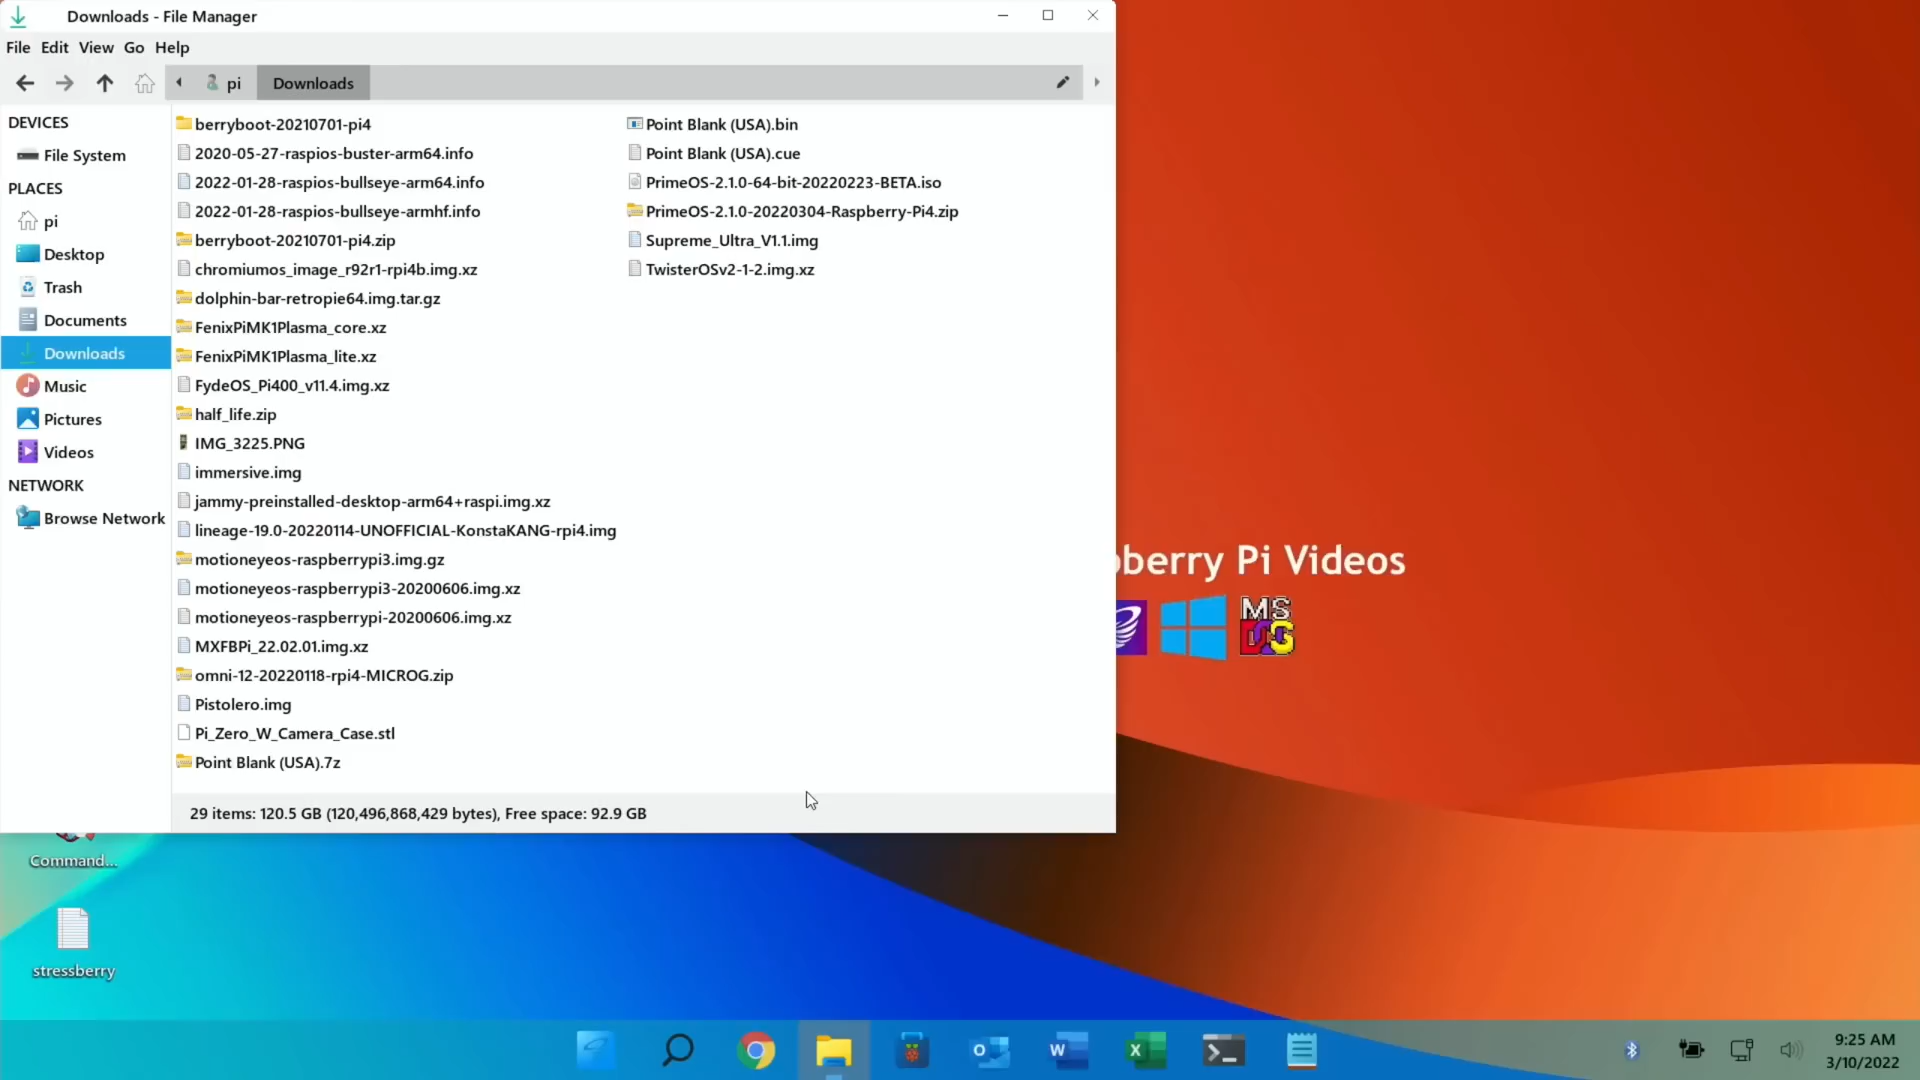 Downloads - File Manager
File Edit View Go Help
pi Downloads
DEVICES
File System
PLACES
pi
Desktop
Trash
Documents
Downloads
Music
Pictures
Videos
NETWORK
Browse Network
berryboot-20210701-pi4
2020-05-27-raspios-buster-arm64.info
2022-01-28-raspios-bullseye-arm64.info
2022-01-28-raspios-bullseye-armhf.info
berryboot-20210701-pi4.zip
chromiumos_image_r92r1-rpi4b.img.xz
dolphin-bar-retropie64.img.tar.gz
FenixPiMK1Plasma_core.xz
FenixPiMK1Plasma_lite.xz
FydeOS_Pi400_v11.4.img.xz
half_life.zip
IMG_3225.PNG
immersive.img
jammy-preinstalled-desktop-arm64+raspi.img.xz
lineage-19.0-20220114-UNOFFICIAL-KonstaKANG-rpi4.img
motioneyeos-raspberrypi3.img.gz
motioneyeos-raspberrypi3-20200606.img.xz
motioneyeos-raspberrypi-20200606.img.xz
MXFBPi_22.02.01.img.xz
omni-12-20220118-rpi4-MICROG.zip
Pistolero.img
Pi_Zero_W_Camera_Case.stl
Point Blank (USA).7z
Point Blank (USA).bin
Point Blank (USA).cue
PrimeOS-2.1.0-64-bit-20220223-BETA.iso
PrimeOS-2.1.0-20220304-Raspberry-Pi4.zip
Supreme_Ultra_V1.1.img
TwisterOSv2-1-2.img.xz
29 items: 120.5 GB (120,496,868,429 bytes), Free space: 92.9 GB
berry Pi Videos
MS
DOS
Command...
stressberry
O W X
9:25 AM
3/10/2022